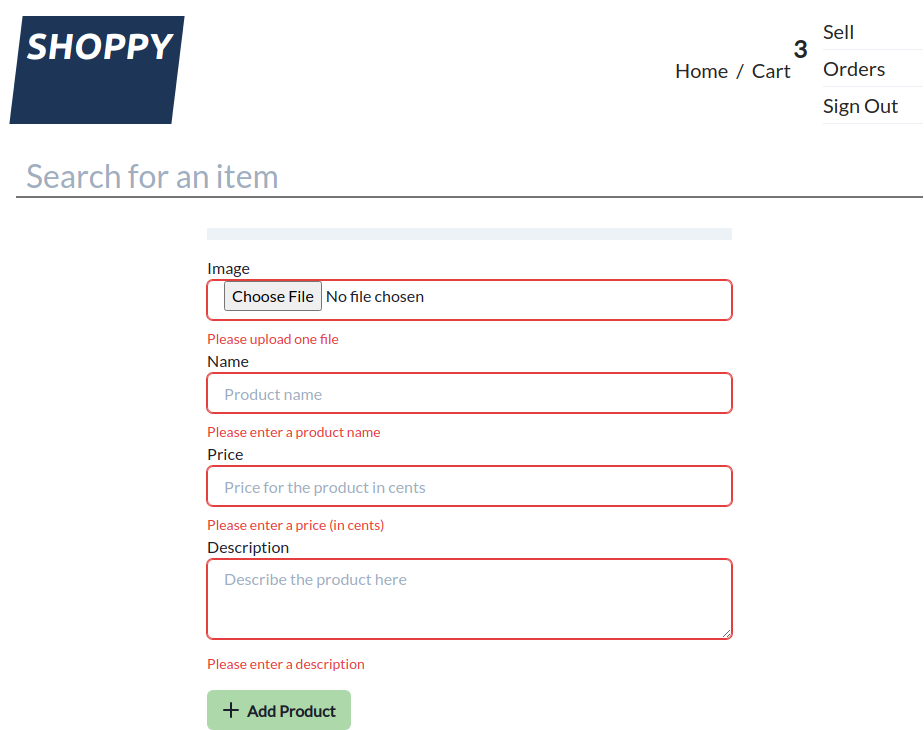 SHOPPY
Home / Cart 3
Sell
Orders
Sign Out
Search for an item
Image
Choose File No file chosen
Please upload one file
Name
Product name
Please enter a product name
Price
Price for the product in cents
Please enter a price (in cents)
Description
Describe the product here
Please enter a description
+ Add Product